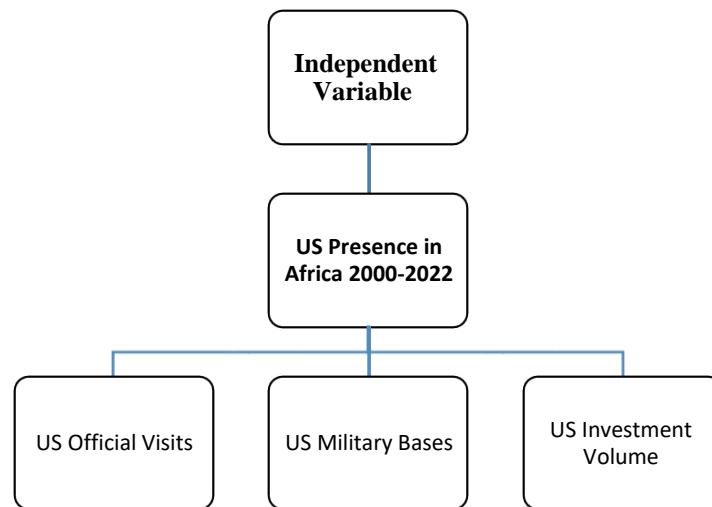 Independent
Variable
US Presence in
Africa 2000-2022
US Official Visits
US Military Bases
US Investment
Volume